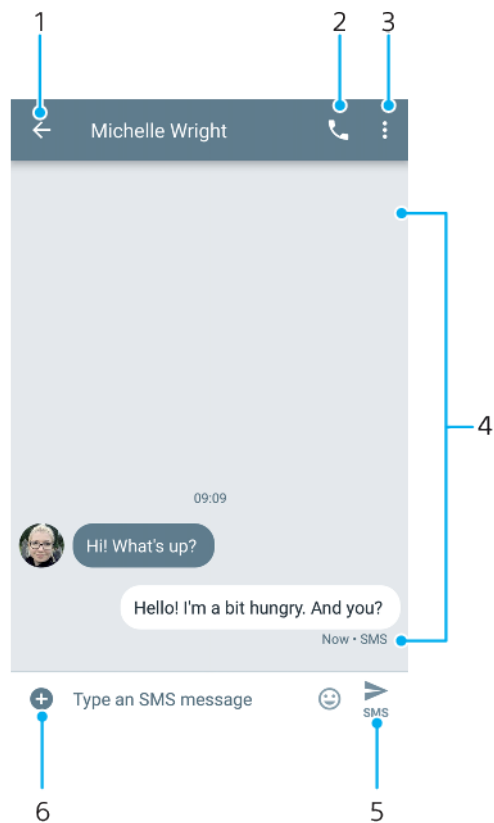 1
2
3
Michelle Wright
4
09:09
Hi! What's up?
Hello! I'm a bit hungry. And you?
Now • SMS
Type an SMS message
SMS
6
5